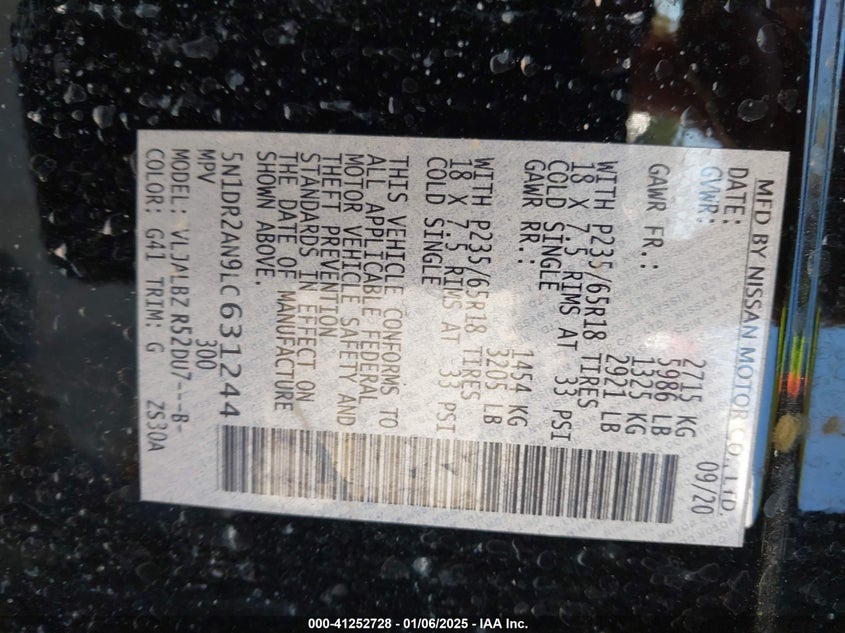 MFD BY NISSAN MOTOR CO., LTD.
DATE: 09/20
GVWR: 2715 KG
5986 LB
GAWR FR.: 1325 KG
2921 LB
WITH P235/65R18 TIRES
18 X 7.5 RIMS AT 33 PSI
COLD SINGLE
GAWR RR.: 1454 KG
3205 LB
WITH P235/65R18 TIRES
18 X 7.5 RIMS AT 33 PSI
COLD SINGLE
THIS VEHICLE CONFORMS TO
ALL APPLICABLE FEDERAL
MOTOR VEHICLE SAFETY AND
THEFT PREVENTION
STANDARDS IN EFFECT ON
THE DATE OF MANUFACTURE
SHOWN ABOVE.
5N1DR2AN9LC631244
MPV 300
MODEL: VLJALBZ R52DU7---B-
COLOR: G41 TRIM: G ZS30A
000-41252728 - 01/06/2025 - IAA Inc.